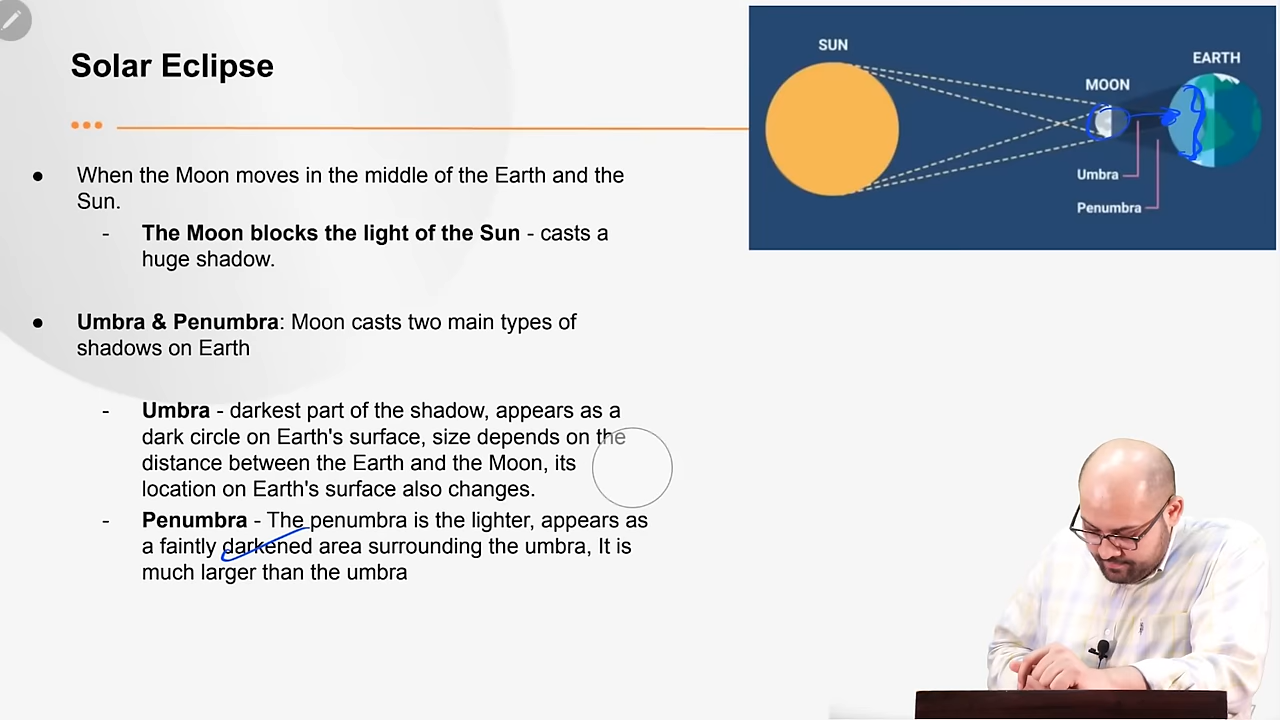 Solar Eclipse
SUN
EARTH
MOON
Umbra
Penumbra
● When the Moon moves in the middle of the Earth and the
Sun.
- The Moon blocks the light of the Sun - casts a
huge shadow.
● Umbra & Penumbra: Moon casts two main types of
shadows on Earth
- Umbra - darkest part of the shadow, appears as a
dark circle on Earth's surface, size depends on the
distance between the Earth and the Moon, its
location on Earth's surface also changes.
- Penumbra - The penumbra is the lighter, appears as
a faintly darkened area surrounding the umbra, It is
much larger than the umbra